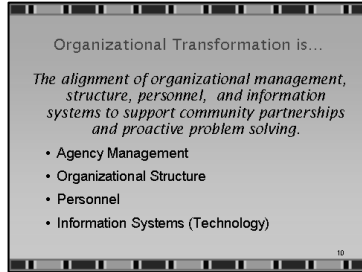 Organizational Transformation is...
The alignment of organizational management,
structure, personnel, and information
systems to support community partnerships
and proactive problem solving.
• Agency Management
• Organizational Structure
• Personnel
• Information Systems (Technology)
10